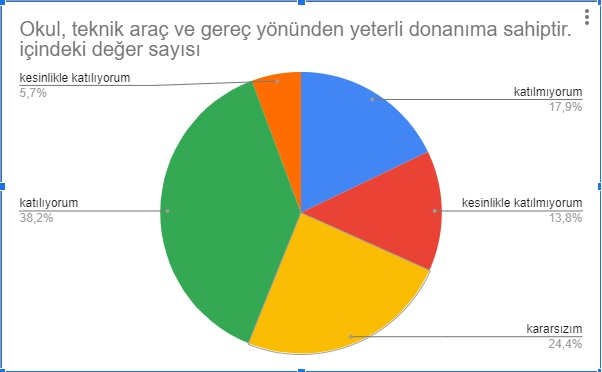 Okul, teknik araç ve gereç yönünden yeterli donanıma sahiptir.
içindeki değer sayısı
kesinlikle katılıyorum
5,7%
katılmıyorum
17,9%
katılıyorum
38,2%
kesinlikle katılmıyorum
13,8%
kararsızım
24,4%